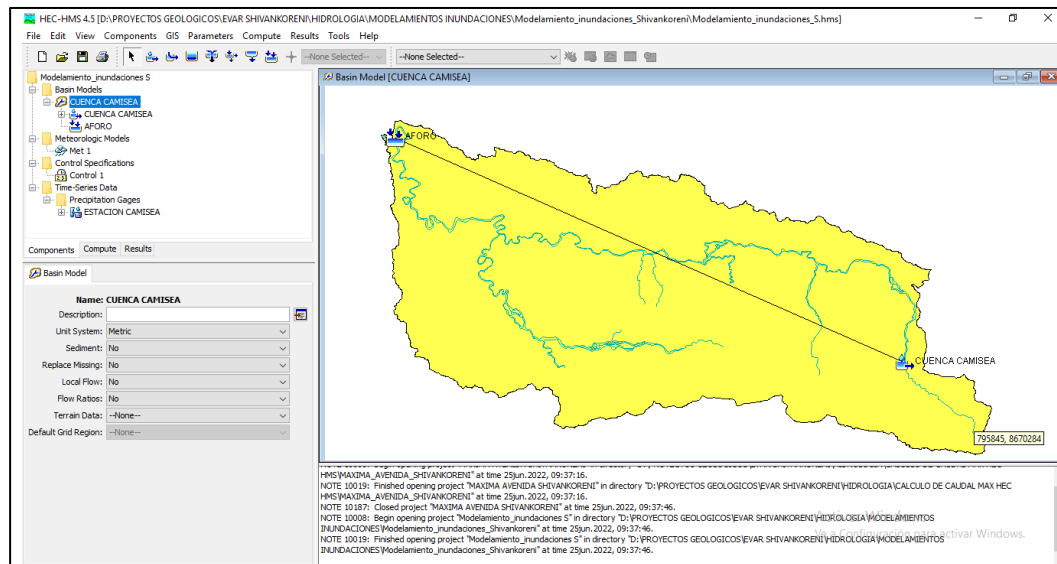 HEC-HMS 4.5 [D:\PROYECTOS GEOLOGICOS\EVAR SHIVANKORENI\HIDROLOGIA\MODELAMIENTOS INUNDACIONES\Modelamiento_inundaciones_Shivankoreni\Modelamiento_inundaciones_S.hms]
File Edit View Components GIS Parameters Compute Results Tools Help
--None Selected-- --None Selected--
Modelamiento_inundaciones S
Basin Models
CUENCA CAMISEA
CUENCA CAMISEA
AFORO
Meteorologic Models
Met 1
Control Specifications
Control 1
Time-Series Data
Precipitation Gages
ESTACION CAMISEA
Components Compute Results
Basin Model
Name: CUENCA CAMISEA
Description:
Unit System: Metric
Sediment: No
Replace Missing: No
Local Flow: No
Flow Ratios: No
Terrain Data: --None--
Default Grid Region: --None--
Basin Model [CUENCA CAMISEA]
AFORO
CUENCA CAMISEA
795845, 8670284
HMS\MAXIMA_AVENIDA_SHIVANKORENI" at time 25jun.2022, 09:37:16.
NOTE 10019: Finished opening project "MAXIMA AVENIDA SHIVANKORENI" in directory "D:\PROYECTOS GEOLOGICOS\EVAR SHIVANKORENI\HIDROLOGIA\CALCULO DE CAUDAL MAX HEC
HMS\MAXIMA_AVENIDA_SHIVANKORENI" at time 25jun.2022, 09:37:16.
NOTE 10187: Closed project "MAXIMA AVENIDA SHIVANKORENI" at time 25jun.2022, 09:37:46.
NOTE 10008: Begin opening project "Modelamiento_inundaciones S" in directory "D:\PROYECTOS GEOLOGICOS\EVAR SHIVANKORENI\HIDROLOGIA\MODELAMIENTOS
INUNDACIONES\Modelamiento_inundaciones_Shivankoreni" at time 25jun.2022, 09:37:46.
NOTE 10019: Finished opening project "Modelamiento_inundaciones S" in directory "D:\PROYECTOS GEOLOGICOS\EVAR SHIVANKORENI\HIDROLOGIA\MODELAMIENTOS
INUNDACIONES\Modelamiento_inundaciones_Shivankoreni" at time 25jun.2022, 09:37:46.
Activar Windows
Ve a Configuración para activar Windows.